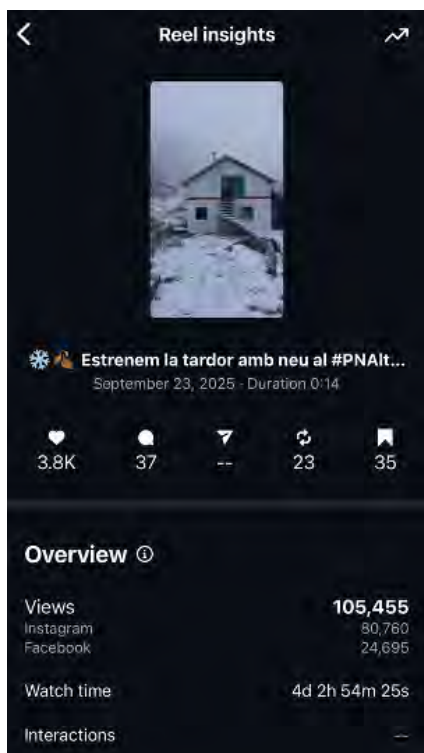 Reel insights
❄️🍂 Estrenem la tardor amb neu al #PNAlt...
September 23, 2025 · Duration 0:14
3.8K 37 -- 23 35
Overview
Views 105,455
Instagram 80,760
Facebook 24,695
Watch time 4d 2h 54m 25s
Interactions --